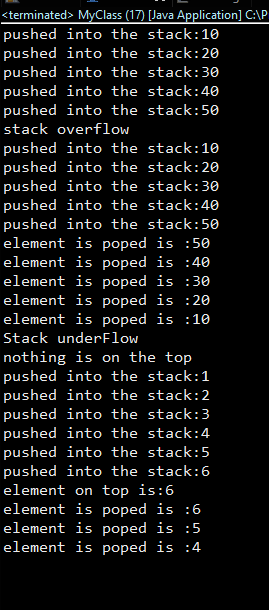 <terminated> MyClass (17) [Java Application] C:\P
pushed into the stack:10
pushed into the stack:20
pushed into the stack:30
pushed into the stack:40
pushed into the stack:50
stack overflow
pushed into the stack:10
pushed into the stack:20
pushed into the stack:30
pushed into the stack:40
pushed into the stack:50
element is poped is :50
element is poped is :40
element is poped is :30
element is poped is :20
element is poped is :10
Stack underFlow
nothing is on the top
pushed into the stack:1
pushed into the stack:2
pushed into the stack:3
pushed into the stack:4
pushed into the stack:5
pushed into the stack:6
element on top is:6
element is poped is :6
element is poped is :5
element is poped is :4